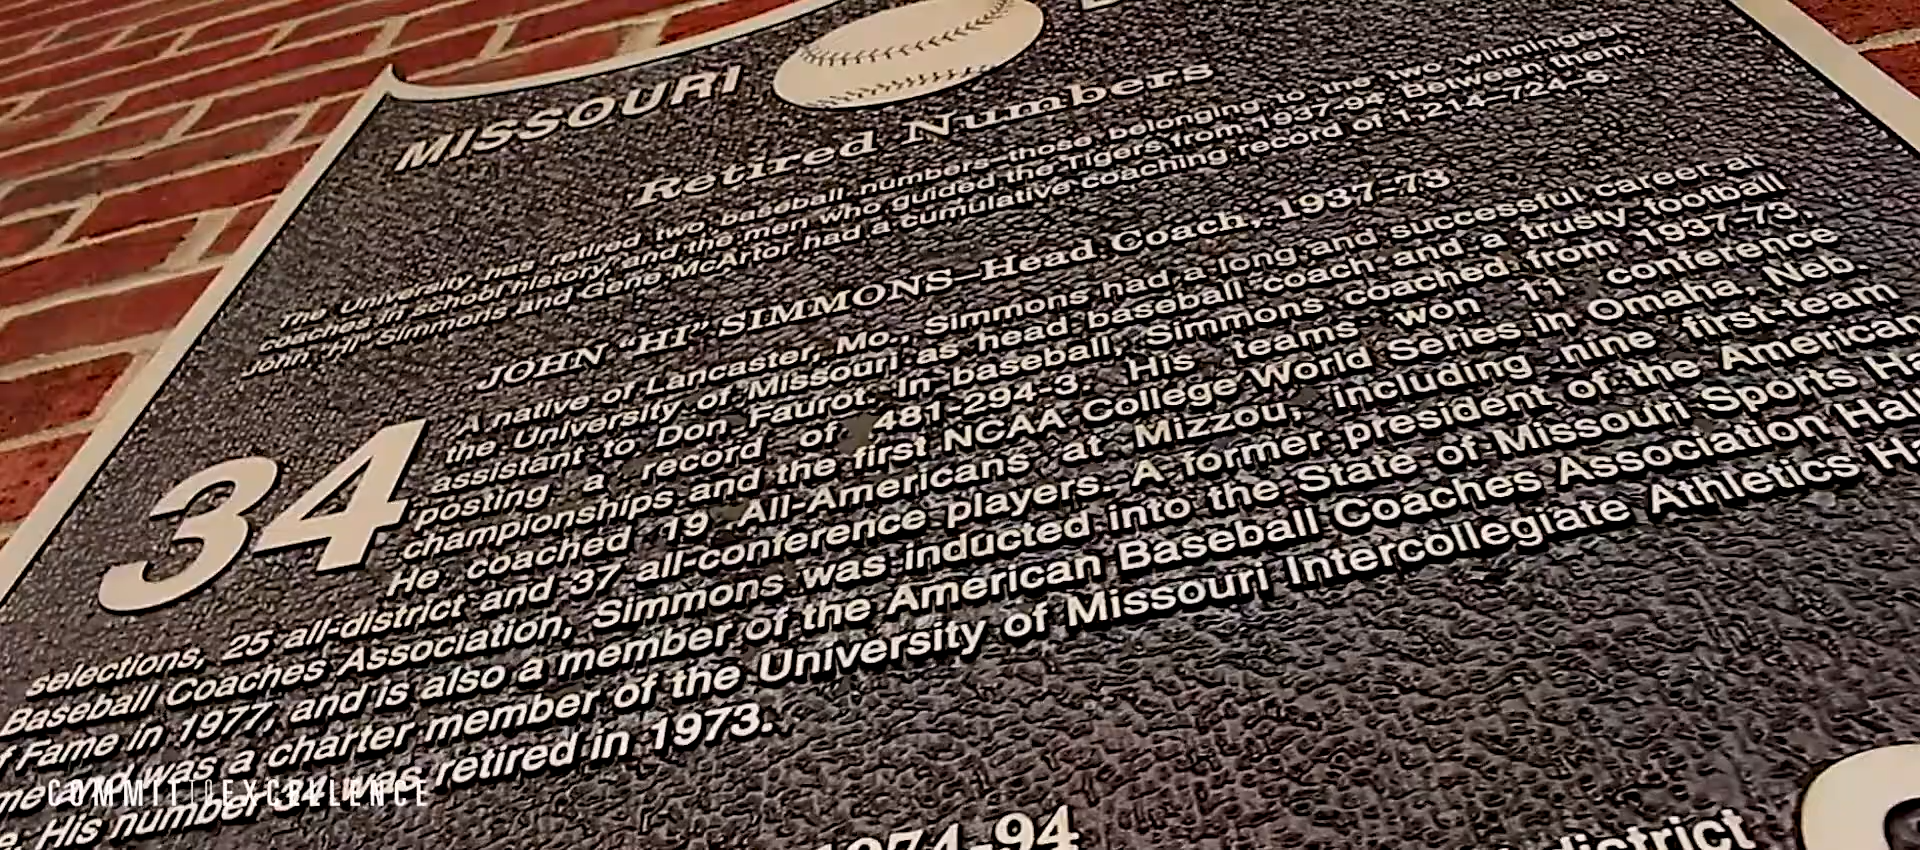 MISSOURI
Retired Numbers
The University has retired two baseball numbers–those belonging to the two winningest
coaches in school history, and the men who guided the Tigers from 1937-94. Between them,
John "Hi" Simmons and Gene McArtor had a cumulative coaching record of 1,214–724–6.
JOHN “HI” SIMMONS–Head Coach, 1937–73
34
A native of Lancaster, Mo., Simmons had a long and successful career at
the University of Missouri as head baseball coach and a trusty football
assistant to Don Faurot. In baseball, Simmons coached from 1937-73,
posting a record of 481-294-3. His teams won 11 conference
championships and the first NCAA College World Series in Omaha, Neb.
He coached 19 All-Americans at Mizzou, including nine first-team
selections, 25 all-district and 37 all-conference players. A former president of the American
Baseball Coaches Association, Simmons was inducted into the State of Missouri Sports Ha
f Fame in 1977, and is also a member of the American Baseball Coaches Association Hall
me and was a charter member of the University of Missouri Intercollegiate Athletics Ha
e. His number 34 was retired in 1973.
COMMIT TO EXCELLENCE
1974-94
district